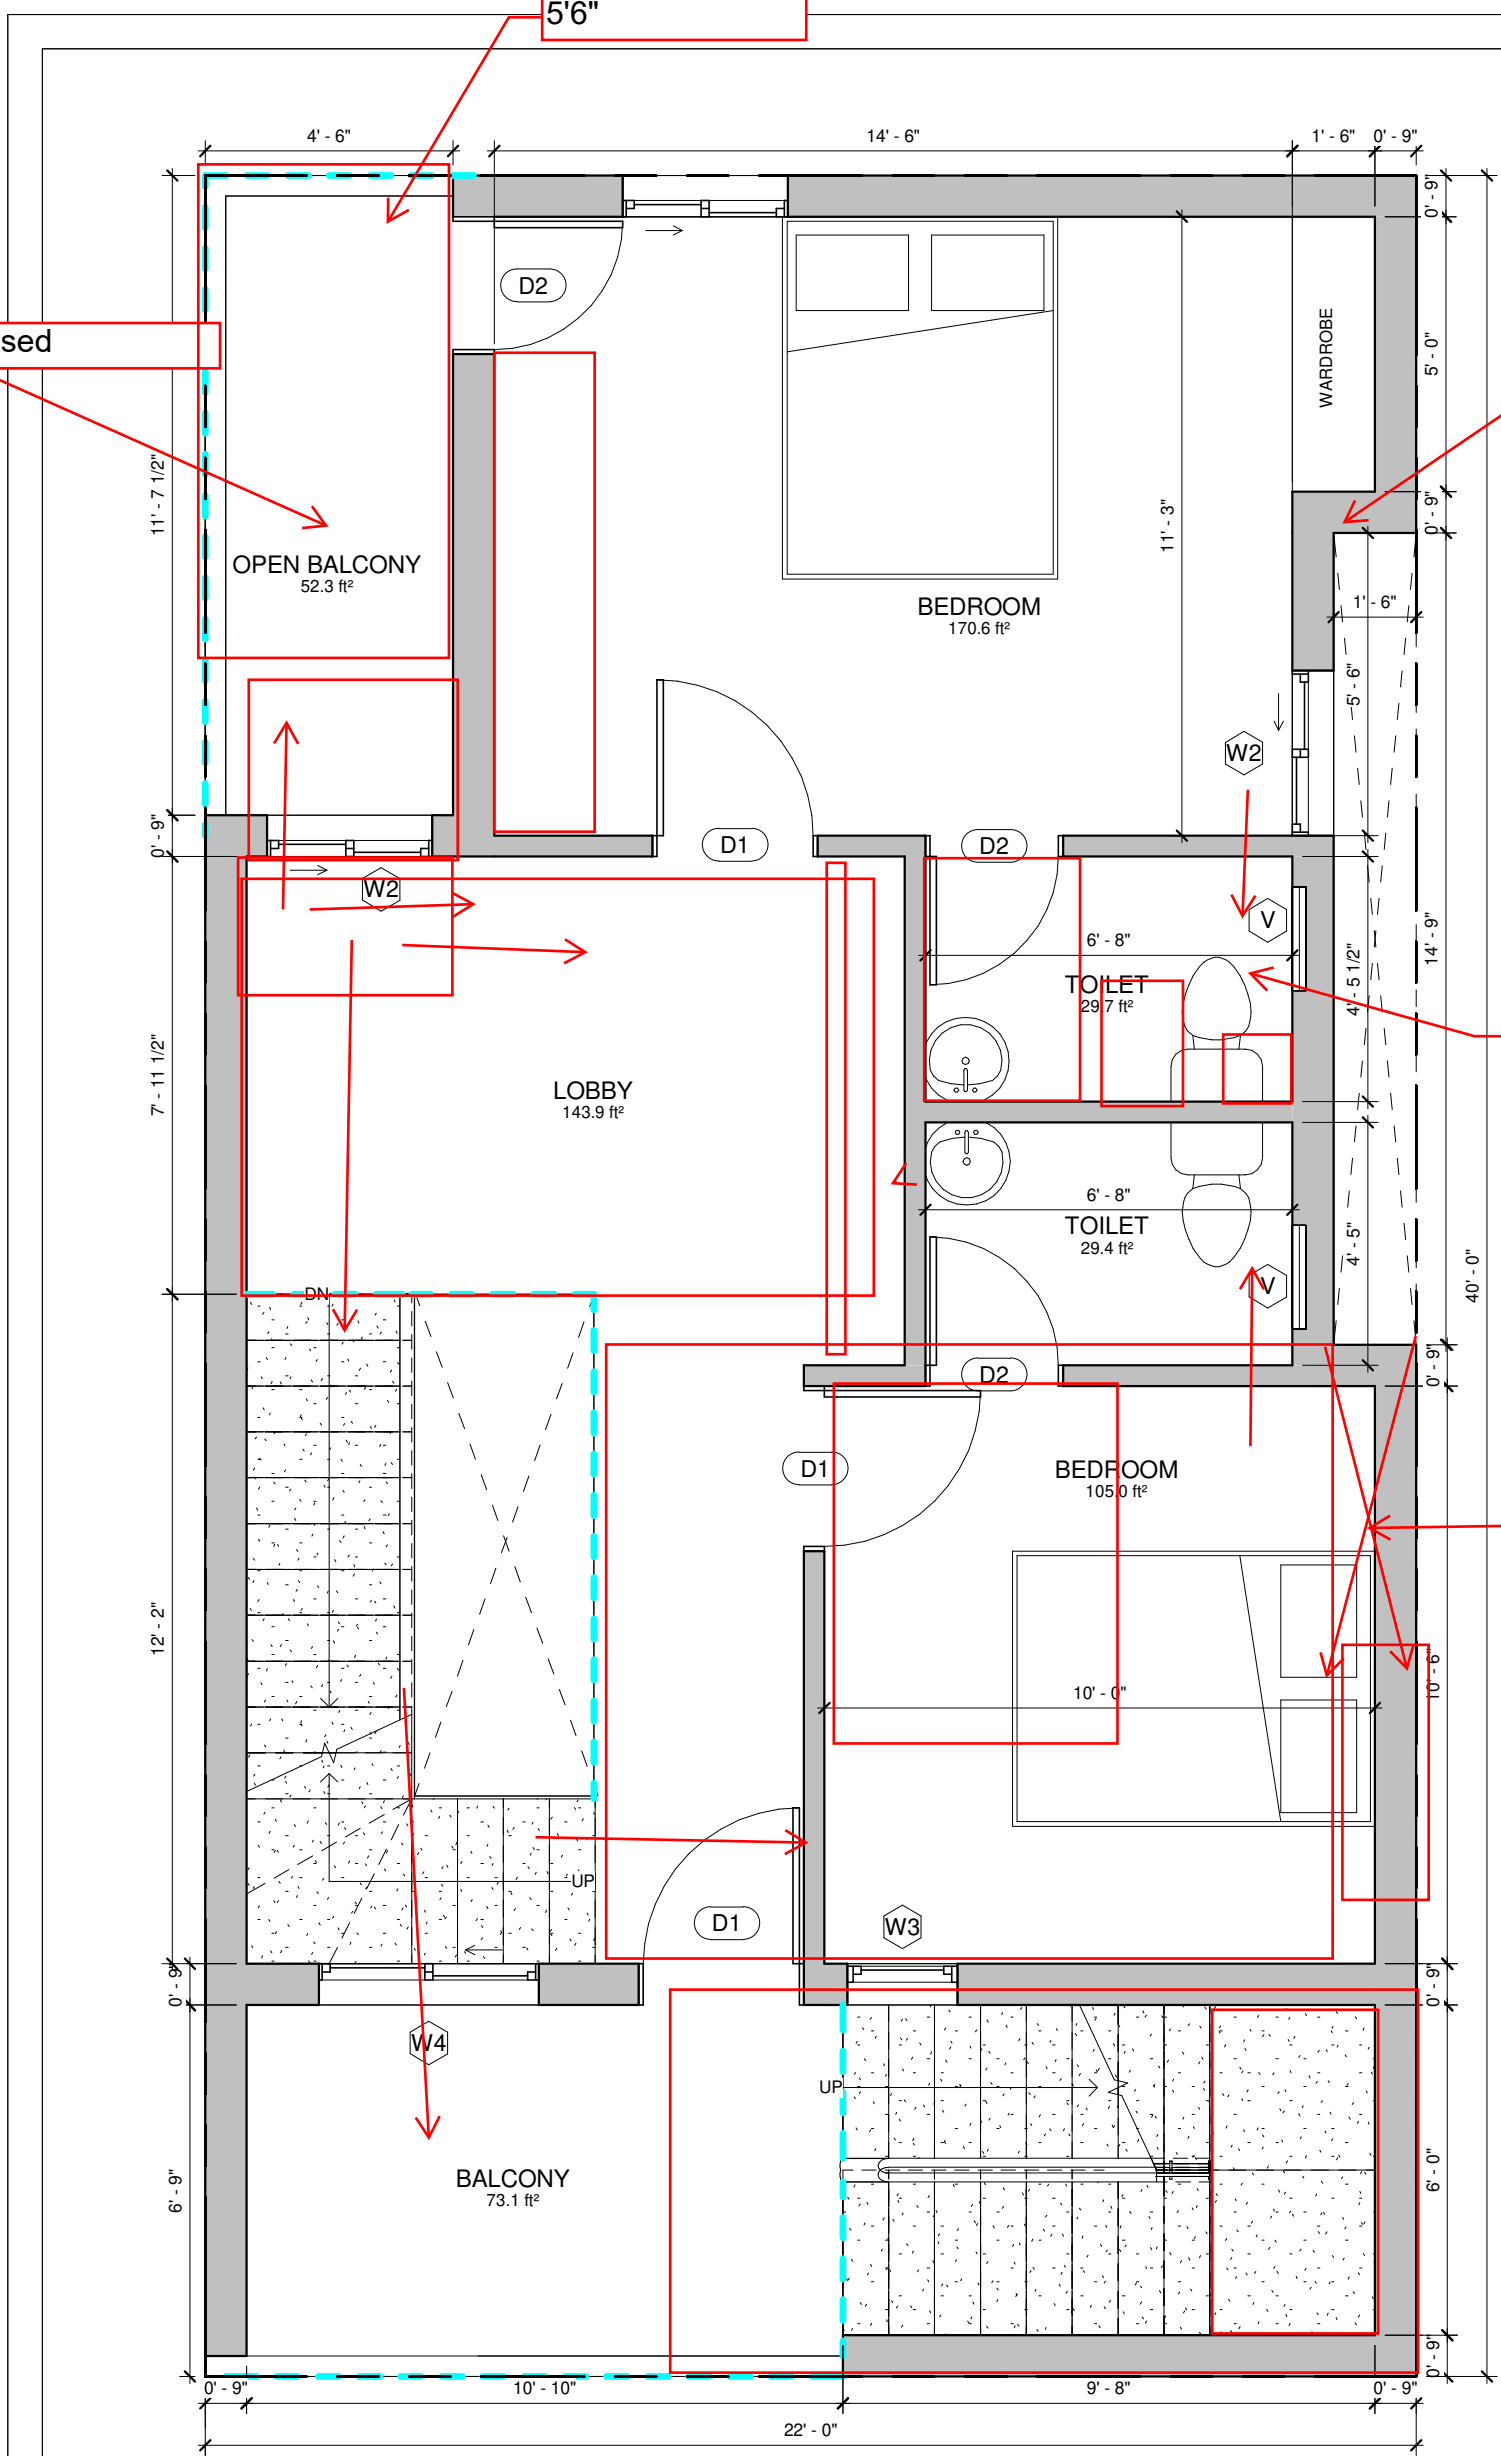 5'6"
4' - 6"
14' - 6"
1' - 6"
0' - 9"
0' - 9"
D2
sed
WARDROBE
5' - 0"
11' - 7 1/2"
0' - 9"
11' - 3"
OPEN BALCONY
52.3 ft²
BEDROOM
170.6 ft²
1' - 6"
5' - 6"
W2
0' - 9"
D1
D2
W2
V
6' - 8"
14' - 9"
TOILET
29.7 ft²
4' - 5 1/2"
LOBBY
143.9 ft²
7' - 11 1/2"
6' - 8"
TOILET
29.4 ft²
4' - 5"
V
40' - 0"
DN
0' - 9"
D2
D1
BEDROOM
105.0 ft²
12' - 2"
10' - 6"
10' - 0"
UP
D1
W3
0' - 9"
0' - 9"
W4
UP
BALCONY
73.1 ft²
6' - 9"
6' - 0"
0' - 9"
0' - 9"
10' - 10"
9' - 8"
0' - 9"
22' - 0"